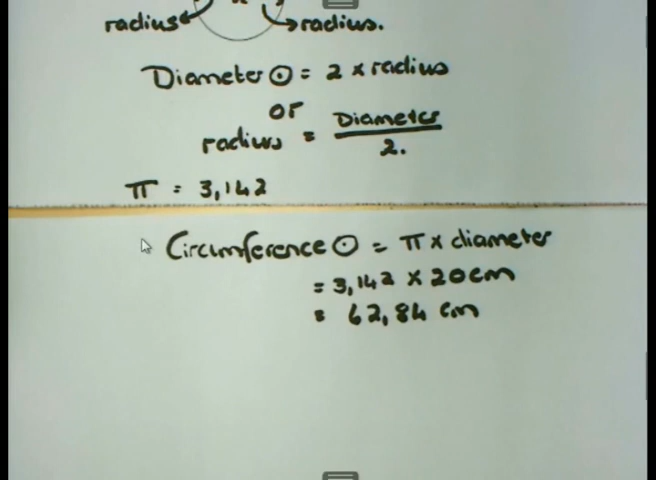 radius radius.
Diameter ⊙ = 2 × radius
or
radius = Diameter
2.
π = 3,142
Circumference ⊙ = π × diameter
= 3,142 × 20cm
= 62,84 cm